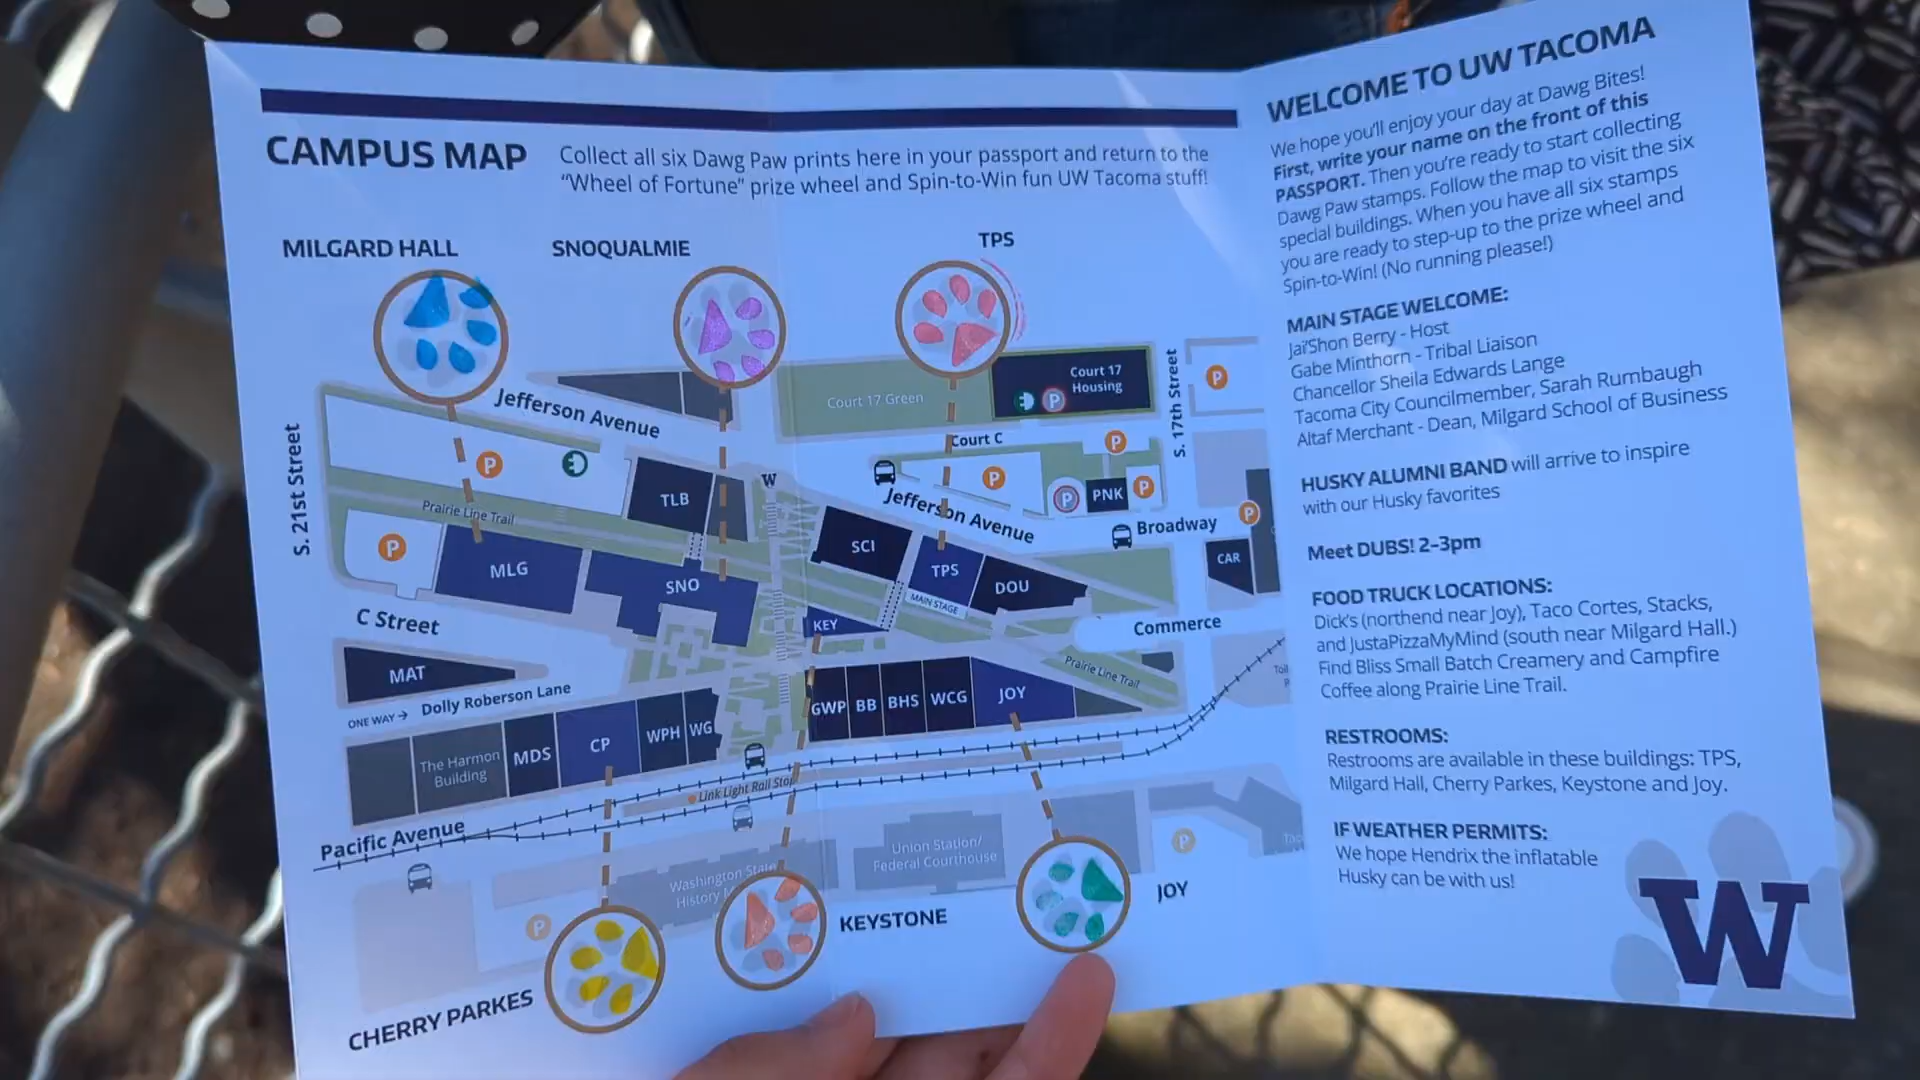 CAMPUS MAP
Collect all six Dawg Paw prints here in your passport and return to the
"Wheel of Fortune" prize wheel and Spin-to-Win fun UW Tacoma stuff!
MILGARD HALL
SNOQUALMIE
TPS
Jefferson Avenue
Court 17 Green
Court 17
Housing
P
P
S. 17th Street
S. 21st Street
Court C
P
P
P
TLB
W
P
P
PNK
P
Prairie Line Trail
Jefferson Avenue
Broadway
P
P
MLG
SNO
SCI
TPS
MAIN STAGE
DOU
CAR
C Street
KEY
Commerce
MAT
Prairie Line Trail
Dolly Roberson Lane
ONE WAY →
GWP
BB
BHS
WCG
JOY
The Harmon
Building
MDS
CP
WPH
WG
Link Light Rail Stop
Pacific Avenue
Washington State
History
Union Station/
Federal Courthouse
P
P
JOY
KEYSTONE
CHERRY PARKES
WELCOME TO UW TACOMA
We hope you'll enjoy your day at Dawg Bites!
First, write your name on the front of this
PASSPORT. Then you're ready to start collecting
Dawg Paw stamps. Follow the map to visit the six
special buildings. When you have all six stamps
you are ready to step-up to the prize wheel and
Spin-to-Win! (No running please!)
MAIN STAGE WELCOME:
Jai'Shon Berry - Host
Gabe Minthorn - Tribal Liaison
Chancellor Sheila Edwards Lange
Tacoma City Councilmember, Sarah Rumbaugh
Altaf Merchant - Dean, Milgard School of Business
HUSKY ALUMNI BAND will arrive to inspire
with our Husky favorites
Meet DUBS! 2-3pm
FOOD TRUCK LOCATIONS:
Dick's (northend near Joy), Taco Cortes, Stacks,
and JustaPizzaMyMind (south near Milgard Hall.)
Find Bliss Small Batch Creamery and Campfire
Coffee along Prairie Line Trail.
RESTROOMS:
Restrooms are available in these buildings: TPS,
Milgard Hall, Cherry Parkes, Keystone and Joy.
IF WEATHER PERMITS:
We hope Hendrix the inflatable
Husky can be with us!
W